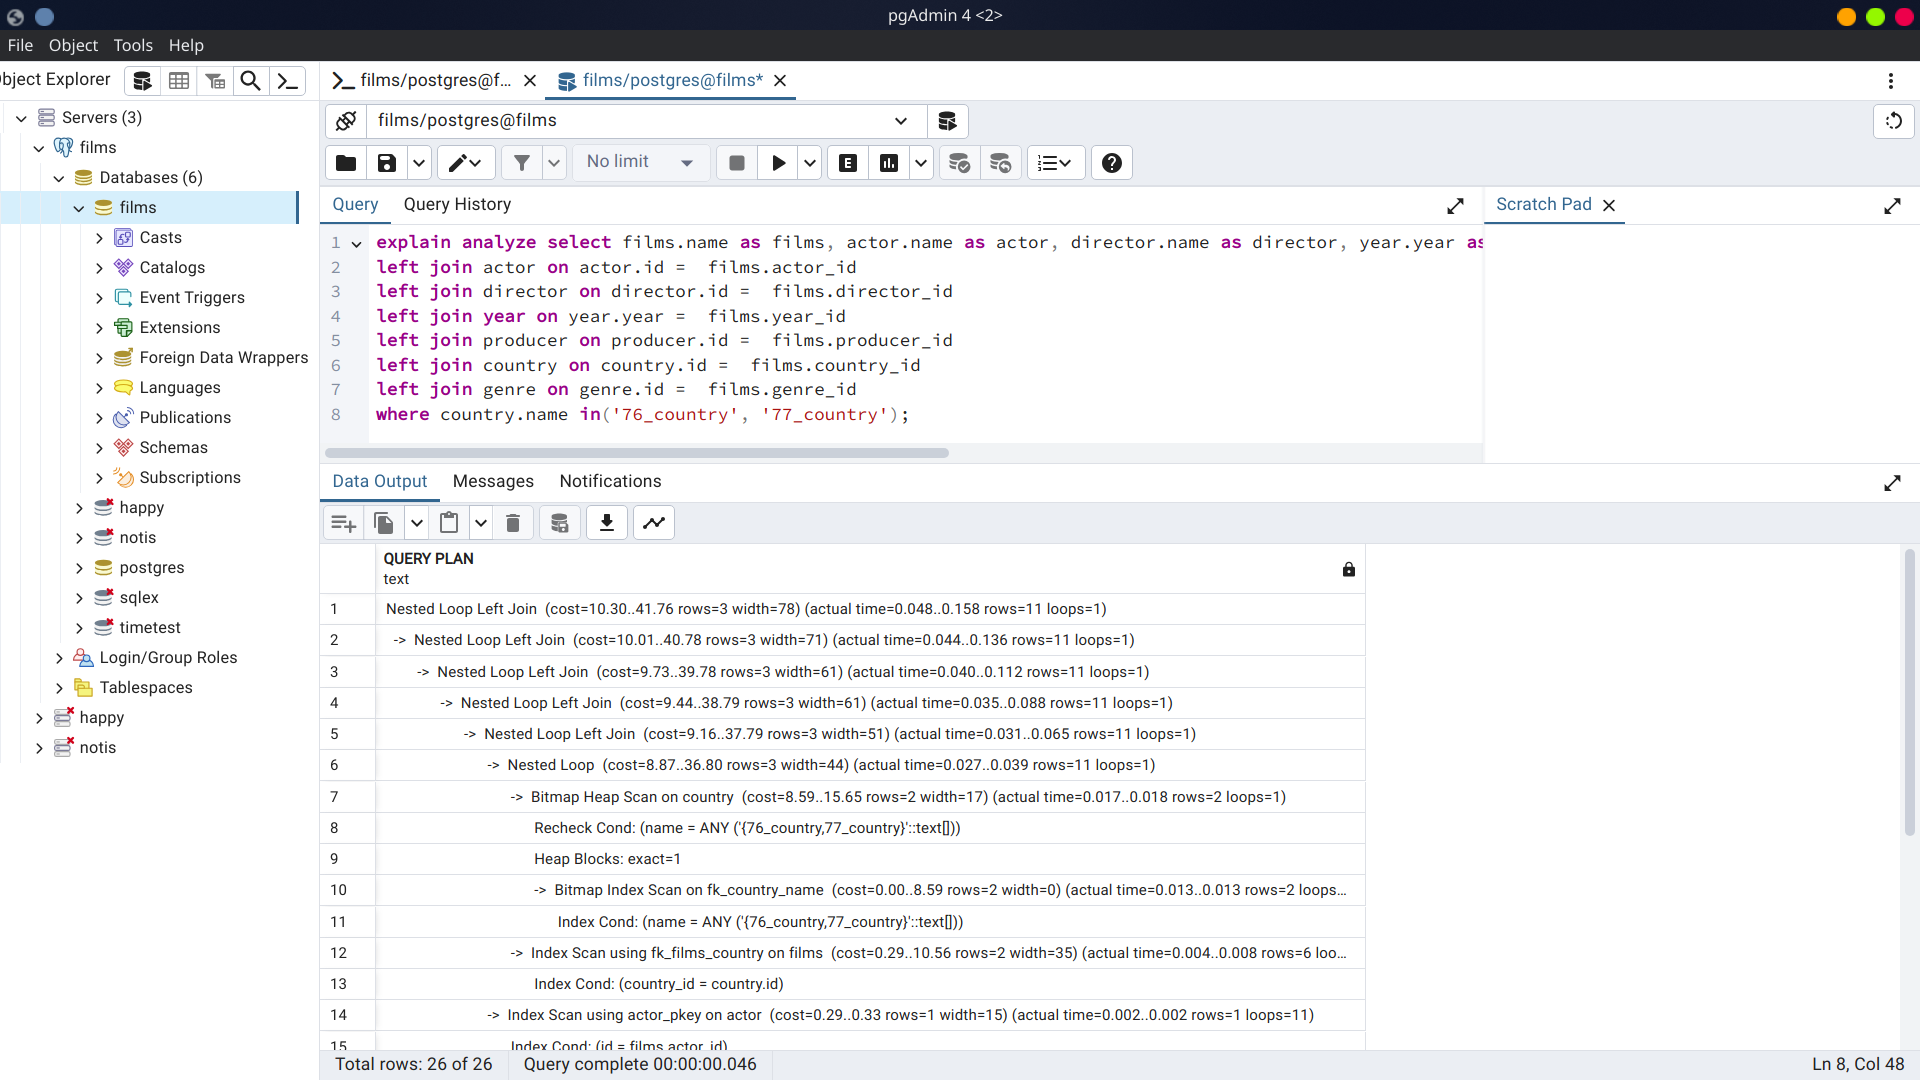 pgAdmin 4 <2>
File Object Tools Help
bject Explorer
films/postgres@f...
films/postgres@films*
Servers (3)
films
Databases (6)
films
Casts
Catalogs
Event Triggers
Extensions
Foreign Data Wrappers
Languages
Publications
Schemas
Subscriptions
happy
notis
postgres
sqlex
timetest
Login/Group Roles
Tablespaces
happy
notis
films/postgres@films
No limit
E
Query Query History
Scratch Pad
1 explain analyze select films.name as films, actor.name as actor, director.name as director, year.year as
2 left join actor on actor.id =  films.actor_id
3 left join director on director.id =  films.director_id
4 left join year on year.year =  films.year_id
5 left join producer on producer.id =  films.producer_id
6 left join country on country.id =  films.country_id
7 left join genre on genre.id =  films.genre_id
8 where country.name in('76_country', '77_country');
Data Output Messages Notifications
QUERY PLAN
text
1 Nested Loop Left Join (cost=10.30..41.76 rows=3 width=78) (actual time=0.048..0.158 rows=11 loops=1)
2 -> Nested Loop Left Join (cost=10.01..40.78 rows=3 width=71) (actual time=0.044..0.136 rows=11 loops=1)
3 -> Nested Loop Left Join (cost=9.73..39.78 rows=3 width=61) (actual time=0.040..0.112 rows=11 loops=1)
4 -> Nested Loop Left Join (cost=9.44..38.79 rows=3 width=61) (actual time=0.035..0.088 rows=11 loops=1)
5 -> Nested Loop Left Join (cost=9.16..37.79 rows=3 width=51) (actual time=0.031..0.065 rows=11 loops=1)
6 -> Nested Loop (cost=8.87..36.80 rows=3 width=44) (actual time=0.027..0.039 rows=11 loops=1)
7 -> Bitmap Heap Scan on country (cost=8.59..15.65 rows=2 width=17) (actual time=0.017..0.018 rows=2 loops=1)
8 Recheck Cond: (name = ANY ('{76_country,77_country}'::text[]))
9 Heap Blocks: exact=1
10 -> Bitmap Index Scan on fk_country_name (cost=0.00..8.59 rows=2 width=0) (actual time=0.013..0.013 rows=2 loops...
11 Index Cond: (name = ANY ('{76_country,77_country}'::text[]))
12 -> Index Scan using fk_films_country on films (cost=0.29..10.56 rows=2 width=35) (actual time=0.004..0.008 rows=6 loo...
13 Index Cond: (country_id = country.id)
14 -> Index Scan using actor_pkey on actor (cost=0.29..0.33 rows=1 width=15) (actual time=0.002..0.002 rows=1 loops=11)
15 Index Cond: (id = films.actor_id)
Total rows: 26 of 26 Query complete 00:00:00.046
Ln 8, Col 48